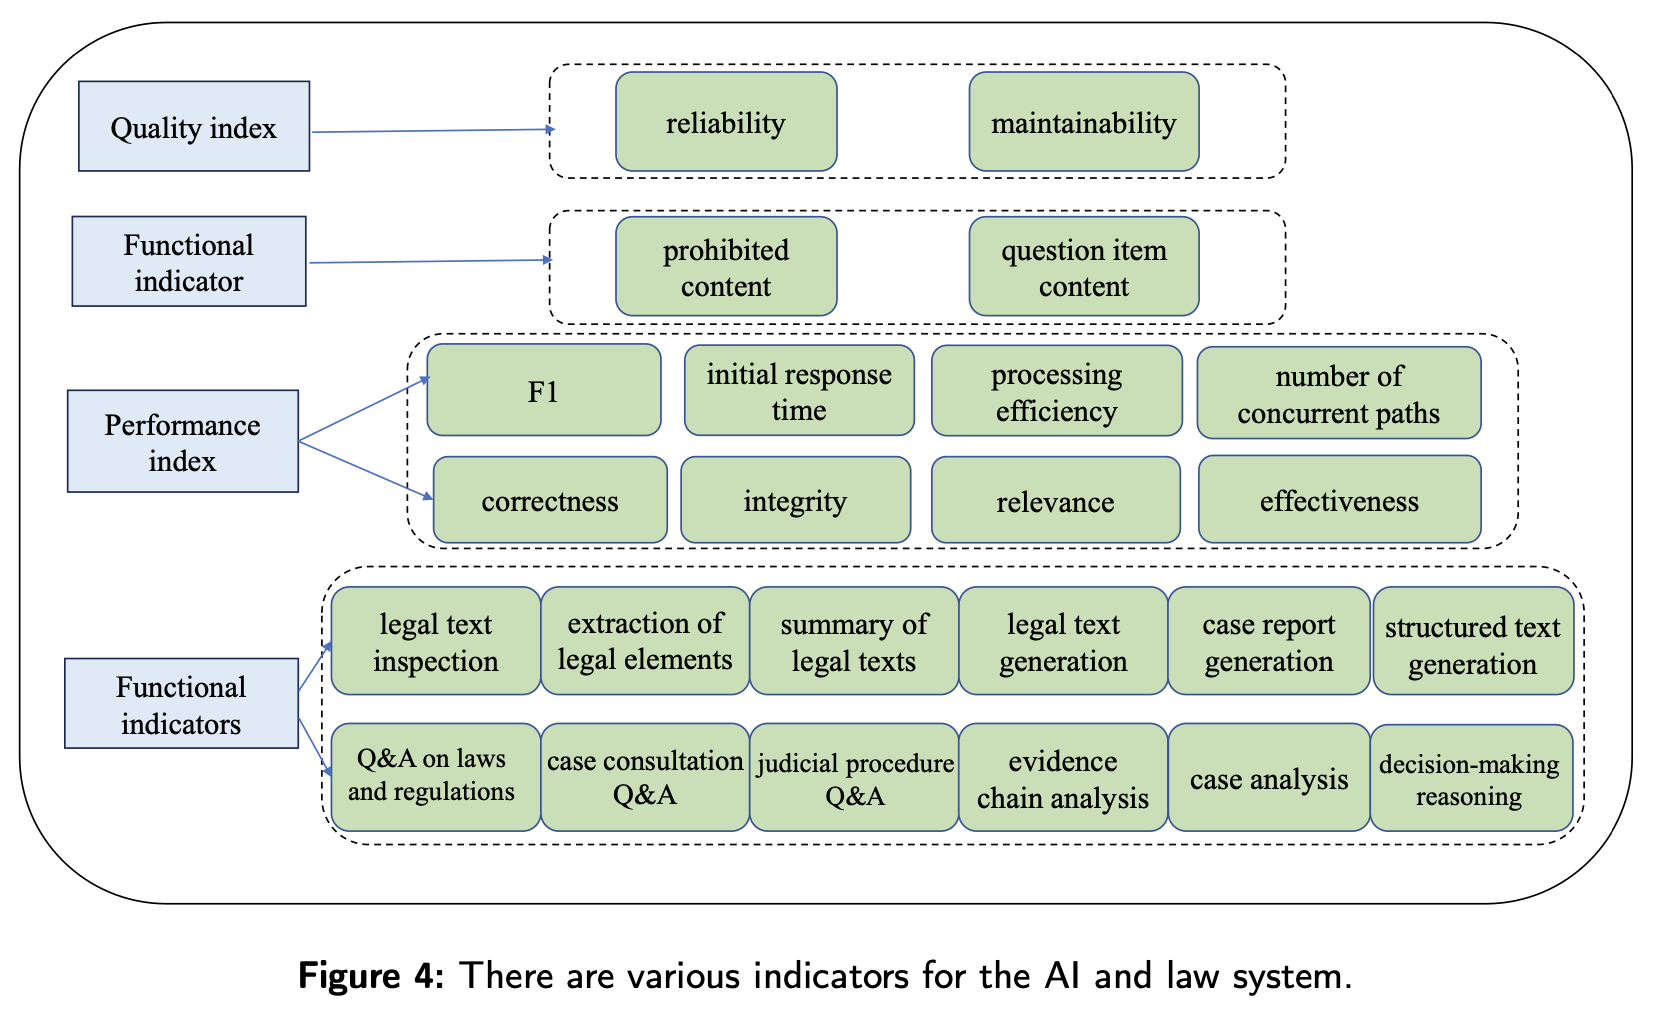 Quality index
reliability
maintainability
Functional
indicator
prohibited
content
question item
content
Performance
index
F1
initial response
time
processing
efficiency
number of
concurrent paths
correctness
integrity
relevance
effectiveness
Functional
indicators
legal text
inspection
extraction of
legal elements
summary of
legal texts
legal text
generation
case report
generation
structured text
generation
Q&A on laws
and regulations
case consultation
Q&A
judicial procedure
Q&A
evidence
chain analysis
case analysis
decision-making
reasoning
Figure 4: There are various indicators for the AI and law system.